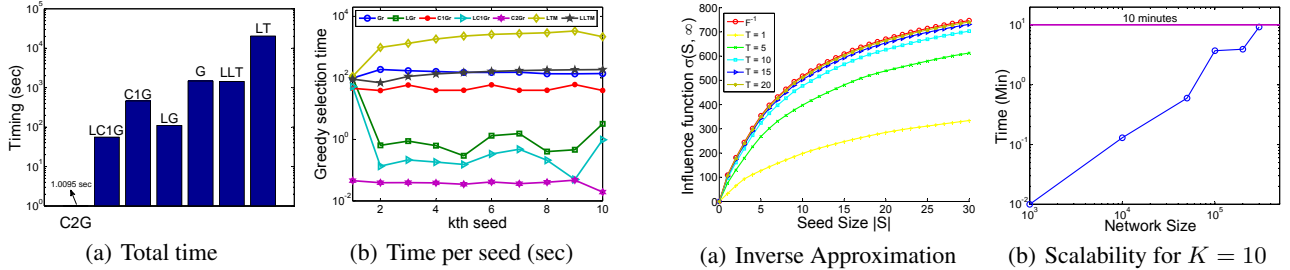 Timing (sec)
10^5
10^4
10^3
10^2
10^1
10^0
1.0095 sec
C2G
LC1G
C1G
LG
G
LLT
LT
(a) Total time
Greedy selection time
10^4
10^2
10^0
10^-2
Gr LGr C1Gr LC1Gr C2Gr LTM LLTM
2 4 6 8 10
kth seed
(b) Time per seed (sec)
Influence function σ(S, ∞)
800
700
600
500
400
300
200
100
0
F^-1
T = 1
T = 5
T = 10
T = 15
T = 20
0 5 10 15 20 25 30
Seed Size |S|
(a) Inverse Approximation
Time (Min)
10^1
10^0
10^-1
10^-2
10 minutes
10^3 10^4 10^5
Network Size
(b) Scalability for K = 10